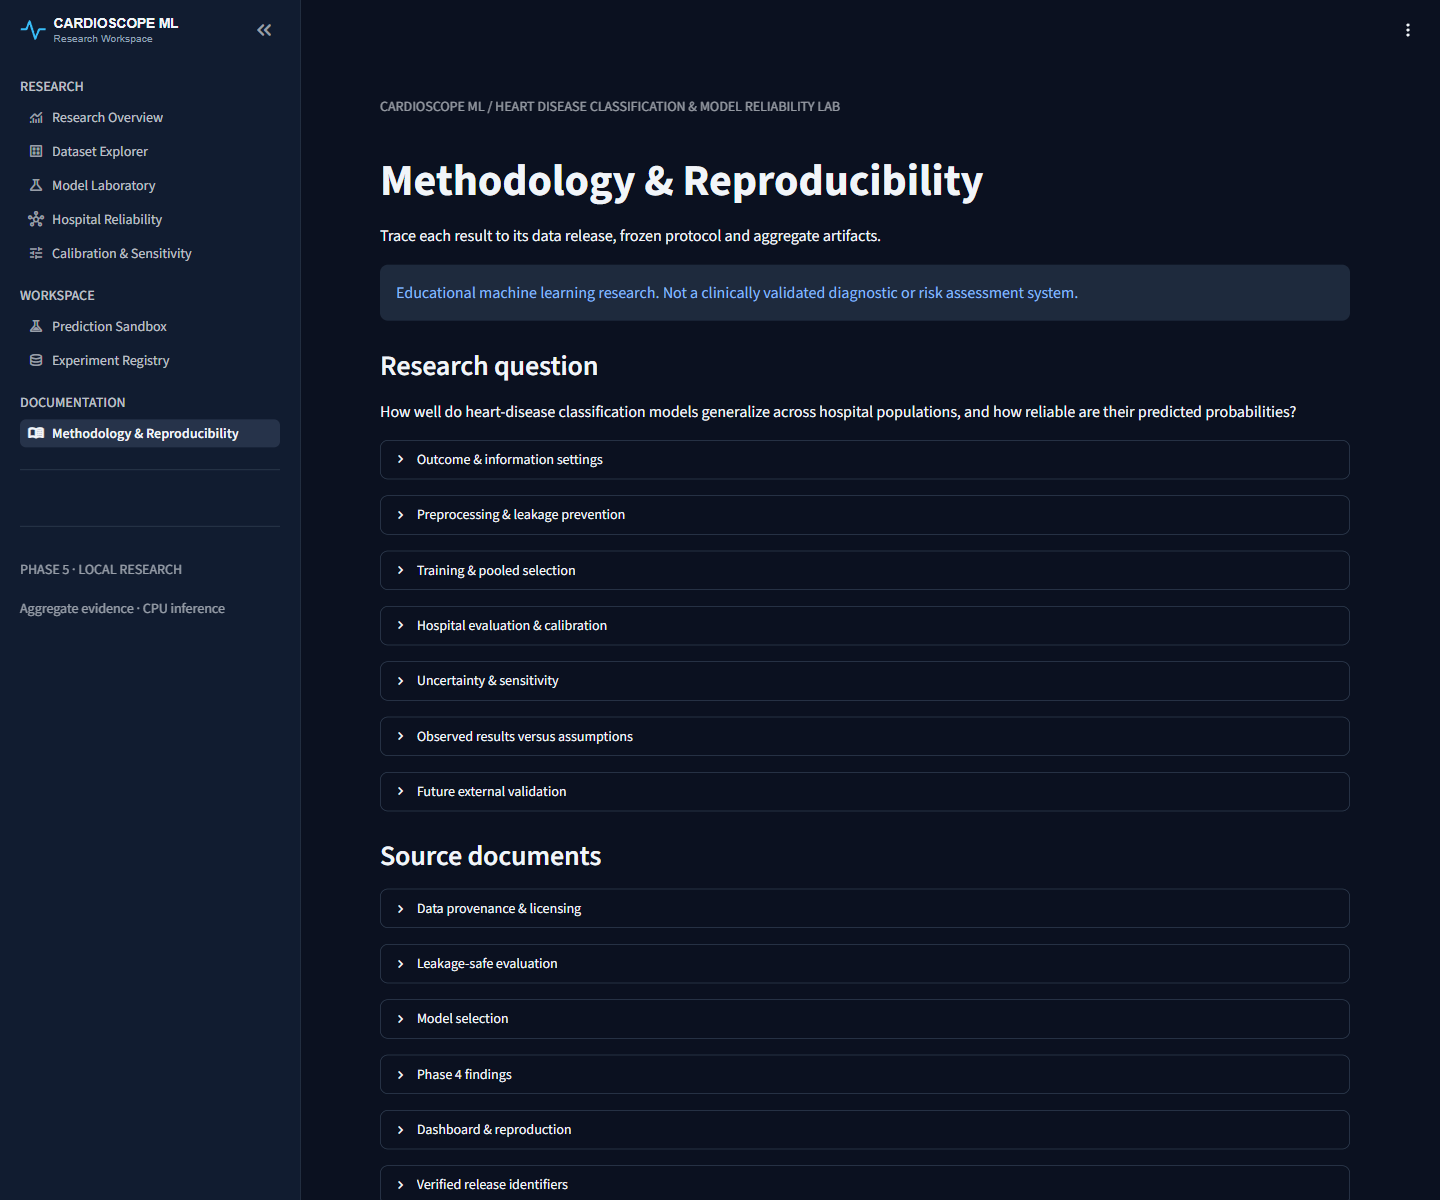 CARDIOSCOPE ML
Research Workspace
RESEARCH
Research Overview
Dataset Explorer
Model Laboratory
Hospital Reliability
Calibration & Sensitivity
WORKSPACE
Prediction Sandbox
Experiment Registry
DOCUMENTATION
Methodology & Reproducibility
PHASE 5 · LOCAL RESEARCH
Aggregate evidence · CPU inference
CARDIOSCOPE ML / HEART DISEASE CLASSIFICATION & MODEL RELIABILITY LAB
Methodology & Reproducibility
Trace each result to its data release, frozen protocol and aggregate artifacts.
Educational machine learning research. Not a clinically validated diagnostic or risk assessment system.
Research question
How well do heart-disease classification models generalize across hospital populations, and how reliable are their predicted probabilities?
Outcome & information settings
Preprocessing & leakage prevention
Training & pooled selection
Hospital evaluation & calibration
Uncertainty & sensitivity
Observed results versus assumptions
Future external validation
Source documents
Data provenance & licensing
Leakage-safe evaluation
Model selection
Phase 4 findings
Dashboard & reproduction
Verified release identifiers